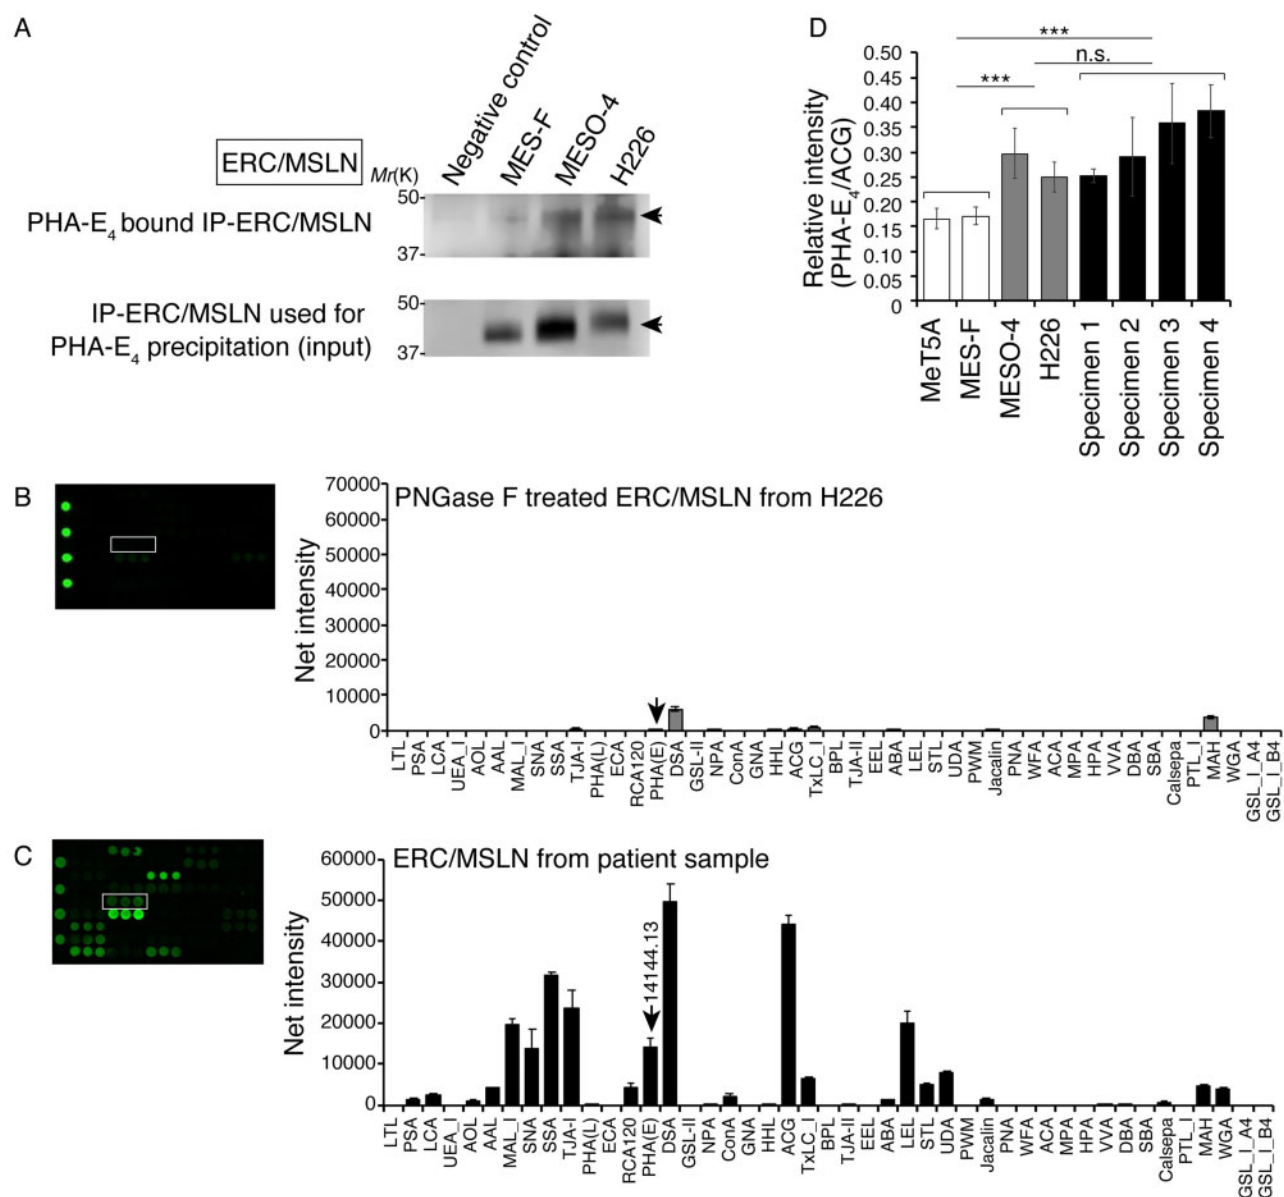 A
Negative control
MES-F
MESO-4
H226
ERC/MSLN
Mr(K)
50-
PHA-E4 bound IP-ERC/MSLN
37-
IP-ERC/MSLN used for
50-
PHA-E4 precipitation (input)
37-
D
***
n.s.
***
Relative intensity
(PHA-E4/ACG)
0.50
0.45
0.40
0.35
0.30
0.25
0.20
0.15
0.10
0.05
0
MeT5A
MES-F
MESO-4
H226
Specimen 1
Specimen 2
Specimen 3
Specimen 4
B
PNGase F treated ERC/MSLN from H226
Net intensity
70000
60000
50000
40000
30000
20000
10000
0
LTL
PSA
LCA
UEA_I
AOL
AAL
MAL_I
SNA
SSA
TJA-I
PHA(L)
ECA
RCA120
PHA(E)
DSA
GSL-II
NPA
ConA
GNA
HHL
ACG
TxLC_I
BPL
TJA-II
EEL
ABA
LEL
STL
UDA
PWM
Jacalin
PNA
WFA
ACA
MPA
HPA
VVA
DBA
SBA
Calsepa
PTL_I
MAH
WGA
GSL_I_A4
GSL_I_B4
C
ERC/MSLN from patient sample
Net intensity
60000
50000
40000
30000
20000
10000
0
14144.13
LTL
PSA
LCA
UEA_I
AOL
AAL
MAL_I
SNA
SSA
TJA-I
PHA(L)
ECA
RCA120
PHA(E)
DSA
GSL-II
NPA
ConA
GNA
HHL
ACG
TxLC_I
BPL
TJA-II
EEL
ABA
LEL
STL
UDA
PWM
Jacalin
PNA
WFA
ACA
MPA
HPA
VVA
DBA
SBA
Calsepa
PTL_I
MAH
WGA
GSL_I_A4
GSL_I_B4